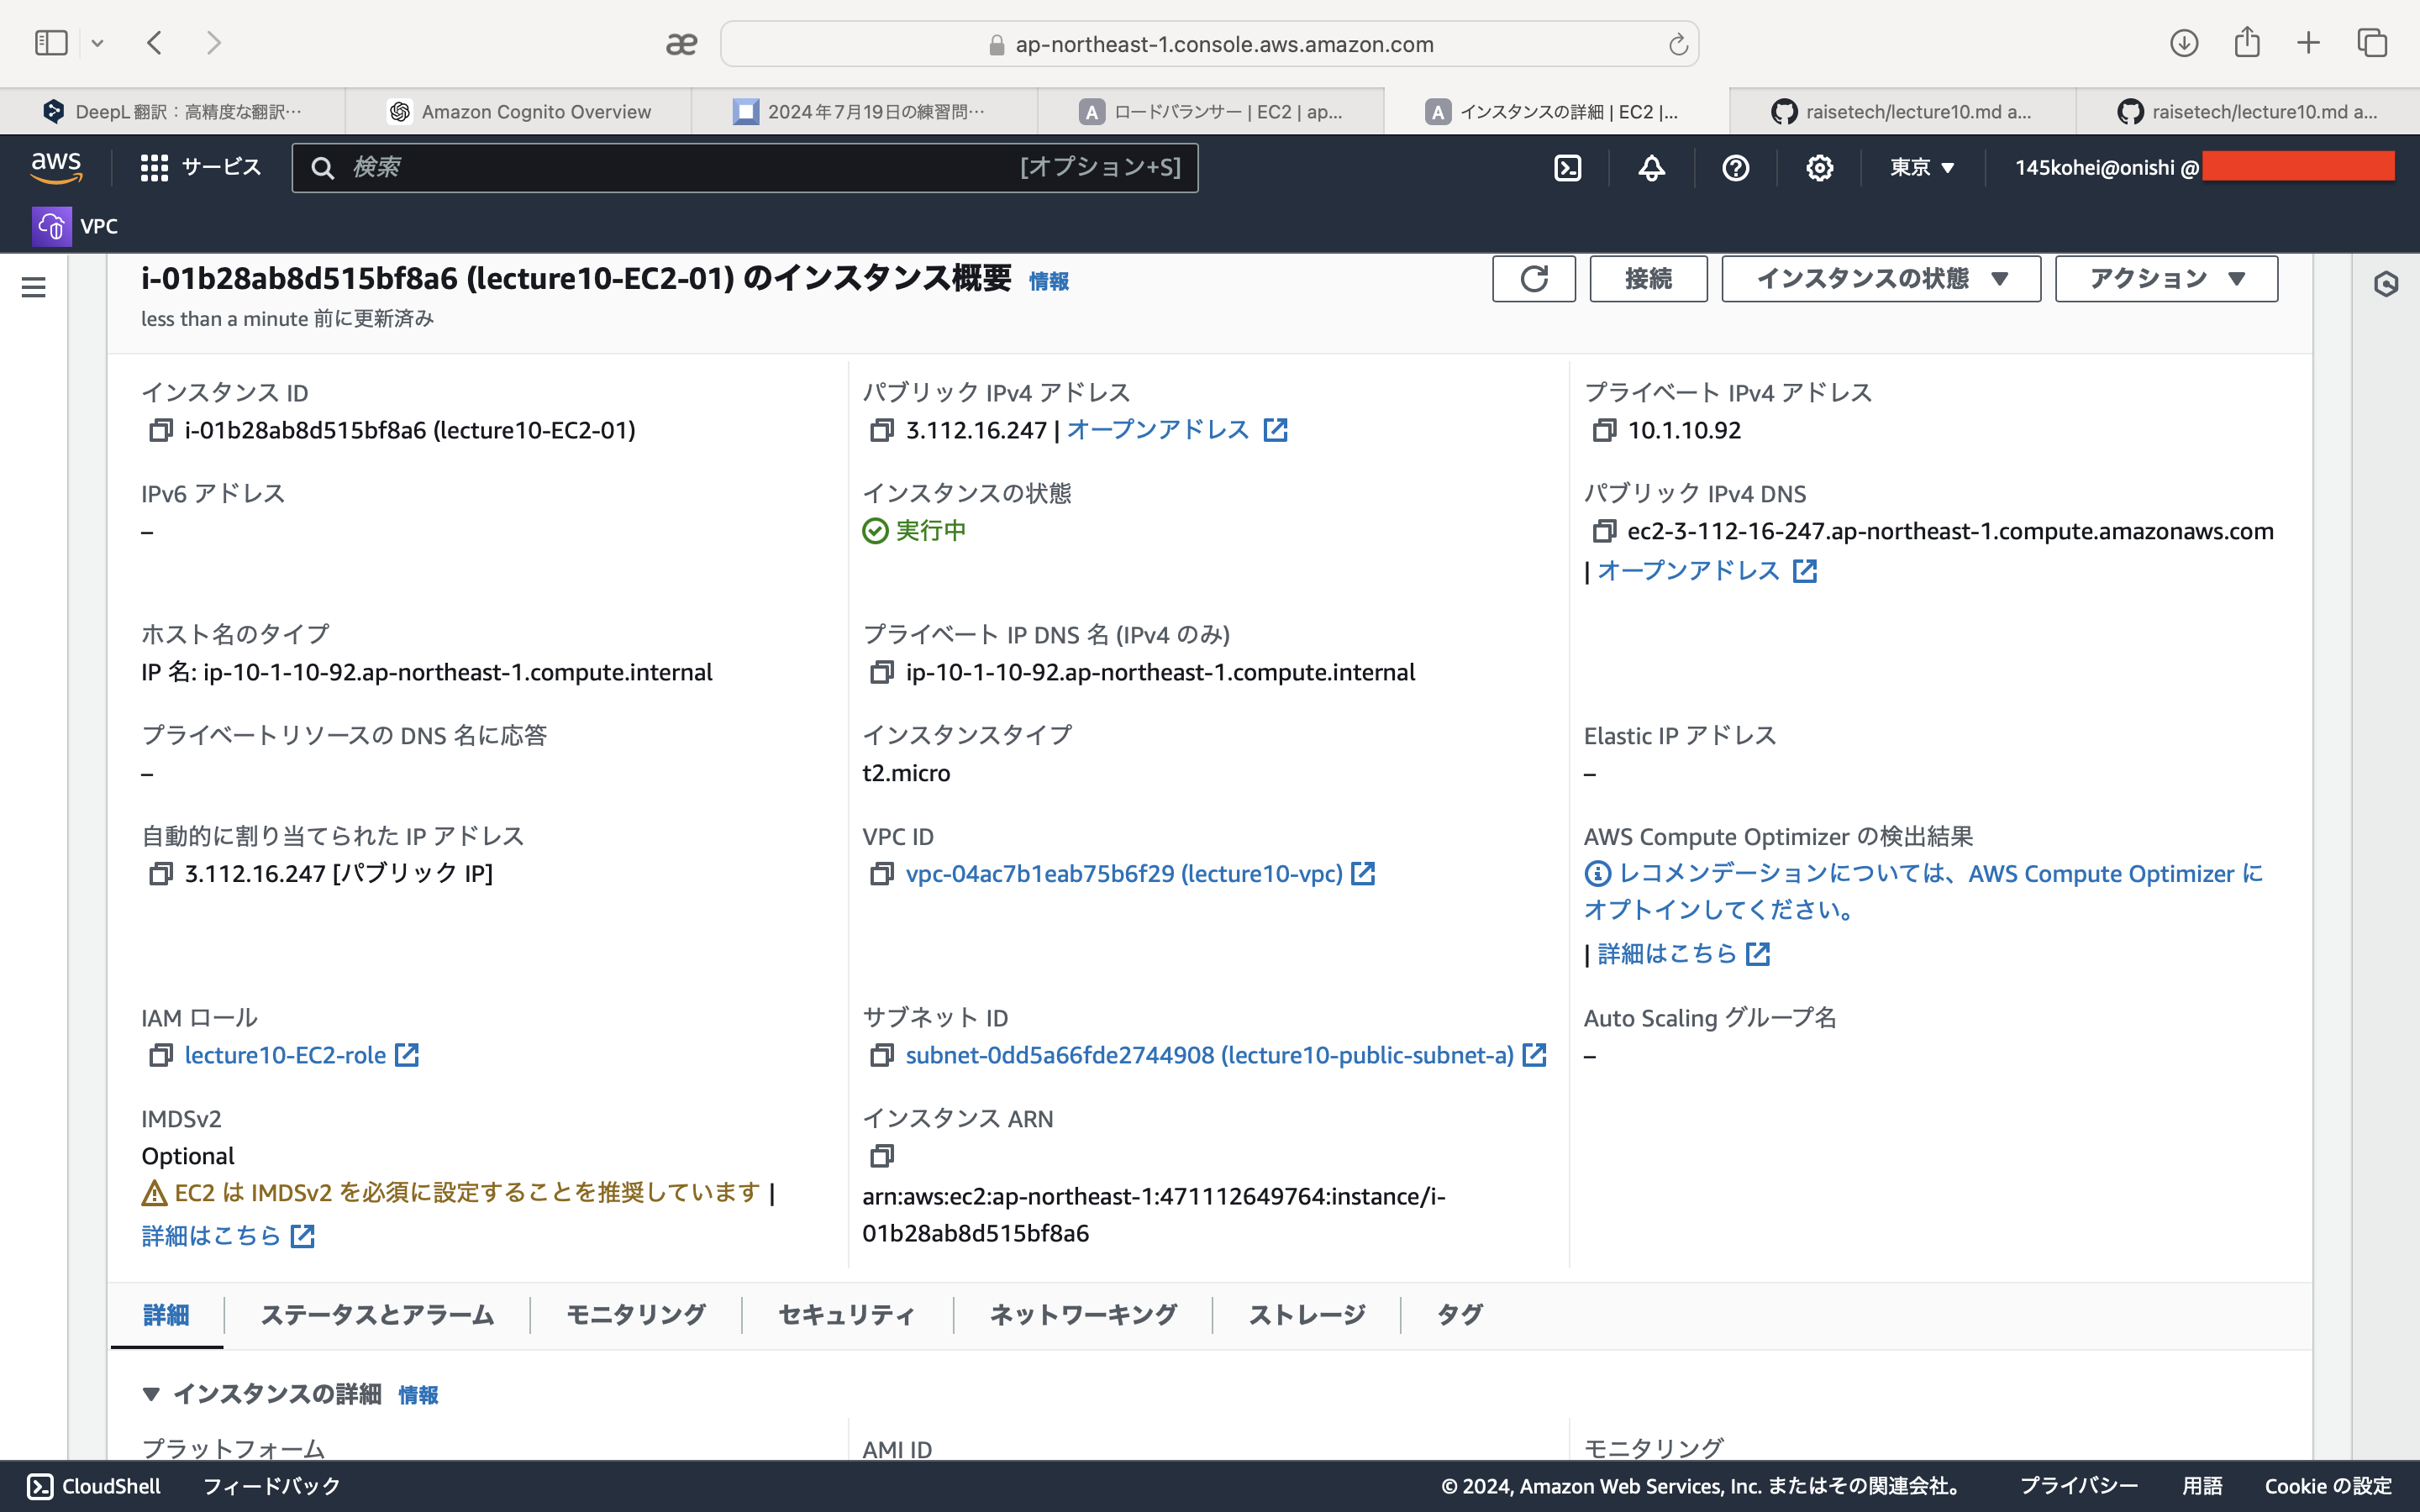 æ
ap-northeast-1.console.aws.amazon.com
DeepL 翻訳：高精度な翻訳…
Amazon Cognito Overview
2024年7月19日の練習問…
A ロードバランサー | EC2 | ap...
A インスタンスの詳細 | EC2 |...
raisetech/lecture10.md a...
raisetech/lecture10.md a...
aws サービス 検索 [オプション+S] 東京 ▼ 145kohei@onishi @
VPC
i-01b28ab8d515bf8a6 (lecture10-EC2-01) のインスタンス概要 情報
less than a minute 前に更新済み
接続 インスタンスの状態 ▼ アクション ▼
インスタンス ID
i-01b28ab8d515bf8a6 (lecture10-EC2-01)
パブリック IPv4 アドレス
3.112.16.247 | オープンアドレス
プライベート IPv4 アドレス
10.1.10.92
IPv6 アドレス
–
インスタンスの状態
実行中
パブリック IPv4 DNS
ec2-3-112-16-247.ap-northeast-1.compute.amazonaws.com
| オープンアドレス
ホスト名のタイプ
IP 名: ip-10-1-10-92.ap-northeast-1.compute.internal
プライベート IP DNS 名 (IPv4 のみ)
ip-10-1-10-92.ap-northeast-1.compute.internal
プライベートリソースの DNS 名に応答
–
インスタンスタイプ
t2.micro
Elastic IP アドレス
–
自動的に割り当てられた IP アドレス
3.112.16.247 [パブリック IP]
VPC ID
vpc-04ac7b1eab75b6f29 (lecture10-vpc)
AWS Compute Optimizer の検出結果
レコメンデーションについては、AWS Compute Optimizer に
オプトインしてください。
| 詳細はこちら
IAM ロール
lecture10-EC2-role
サブネット ID
subnet-0dd5a66fde2744908 (lecture10-public-subnet-a)
Auto Scaling グループ名
–
IMDSv2
Optional
EC2 は IMDSv2 を必須に設定することを推奨しています |
詳細はこちら
インスタンス ARN
arn:aws:ec2:ap-northeast-1:471112649764:instance/i-
01b28ab8d515bf8a6
詳細 ステータスとアラーム モニタリング セキュリティ ネットワーキング ストレージ タグ
▼ インスタンスの詳細 情報
プラットフォーム
AMI ID
モニタリング
CloudShell フィードバック © 2024, Amazon Web Services, Inc. またはその関連会社。 プライバシー 用語 Cookie の設定